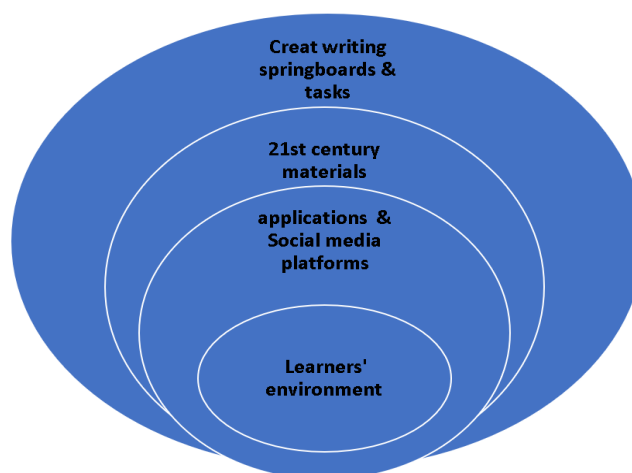 Creat writing
springboards &
tasks
21st century
materials
applications &
Social media
platforms
Learners'
environment